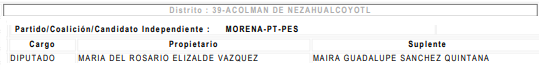 Distrito : 39-ACOLMAN DE NEZAHUALCOYOTL
Partido/Coalición/Candidato Independiente : MORENA-PT-PES
Cargo Propietario Suplente
DIPUTADO MARIA DEL ROSARIO ELIZALDE VAZQUEZ MAIRA GUADALUPE SANCHEZ QUINTANA